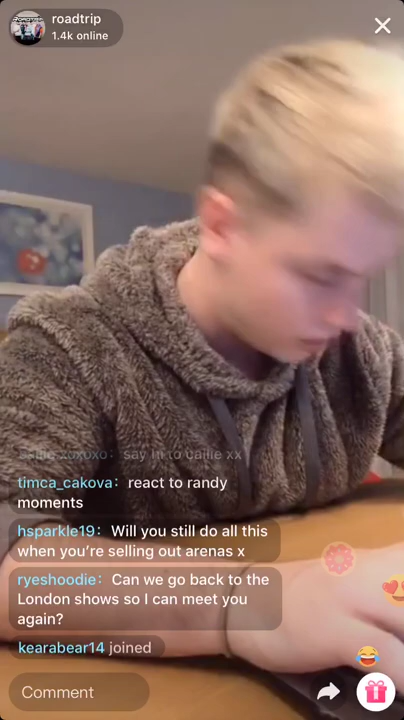 roadtrip
1.4k online
say hi to callie xx
timca_cakova: react to randy
moments
hsparkle19: Will you still do all this
when you're selling out arenas x
ryeshoodie: Can we go back to the
London shows so I can meet you
again?
kearabear14 joined
Comment